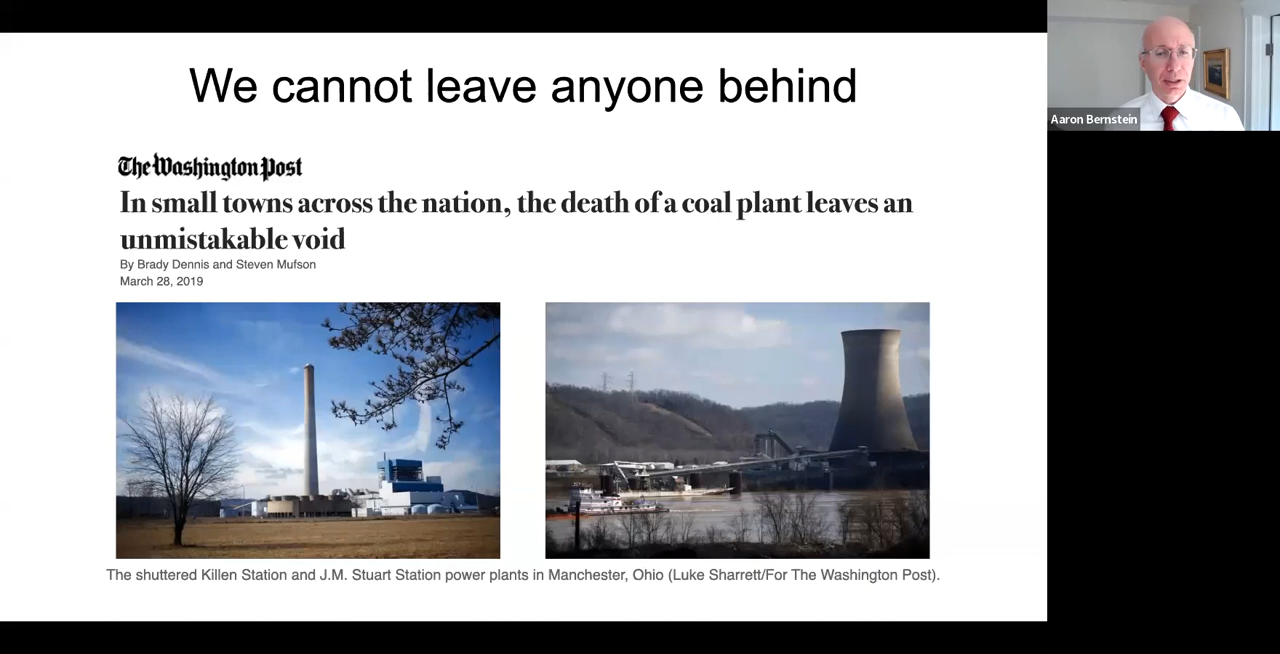 We cannot leave anyone behind
The Washington Post
In small towns across the nation, the death of a coal plant leaves an
unmistakable void
By Brady Dennis and Steven Mufson
March 28, 2019
The shuttered Killen Station and J.M. Stuart Station power plants in Manchester, Ohio (Luke Sharrett/For The Washington Post).
Aaron Bernstein